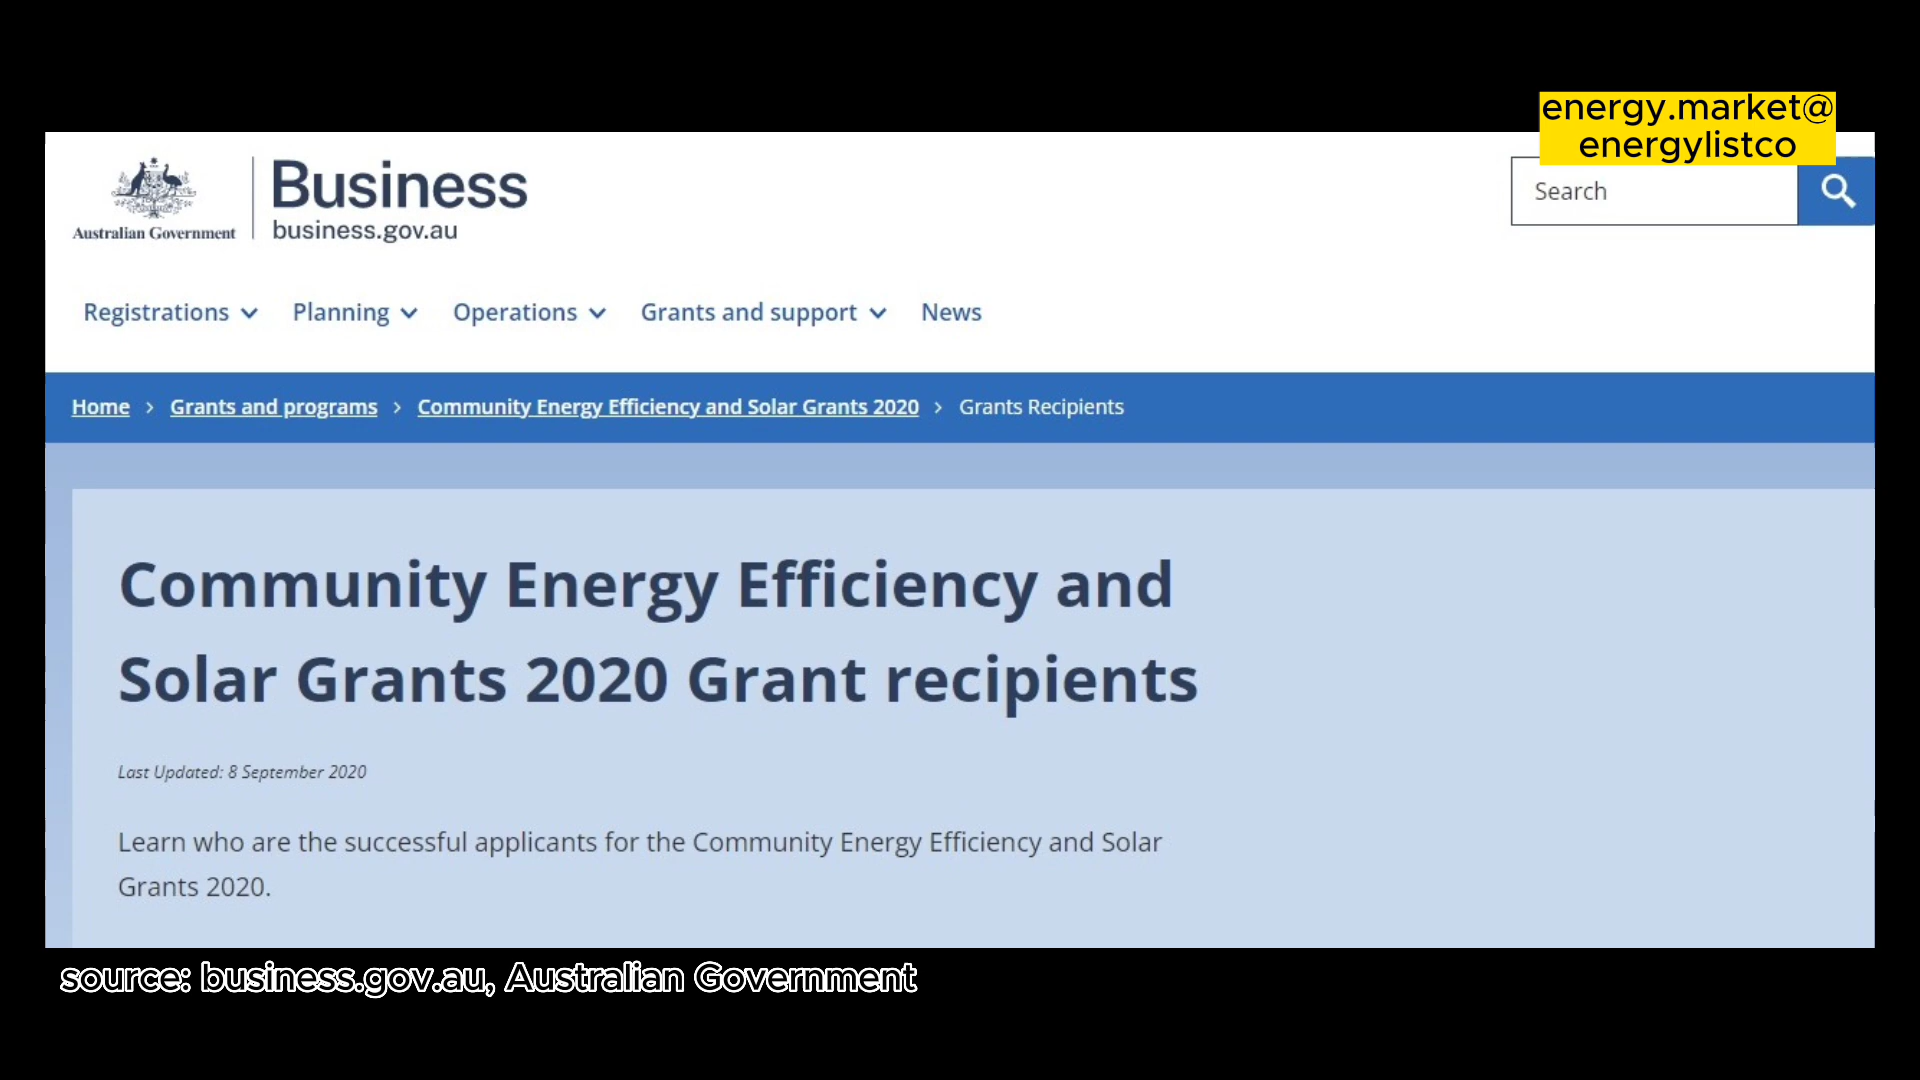 energy.market@
energylistco
Australian Government
Business
business.gov.au
Search
Registrations Planning Operations Grants and support News
Home > Grants and programs > Community Energy Efficiency and Solar Grants 2020 > Grants Recipients
Community Energy Efficiency and
Solar Grants 2020 Grant recipients
Last Updated: 8 September 2020
Learn who are the successful applicants for the Community Energy Efficiency and Solar
Grants 2020.
source: business.gov.au, Australian Government